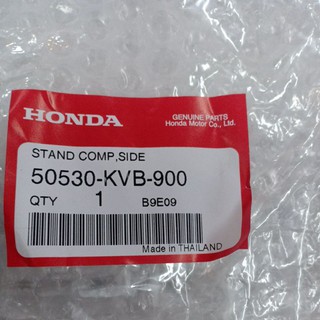 HONDA
GENUINE PARTS
Honda Motor Co., Ltd.
STAND COMP,SIDE
50530-KVB-900
QTY 1 B9E09
Made in THAILAND